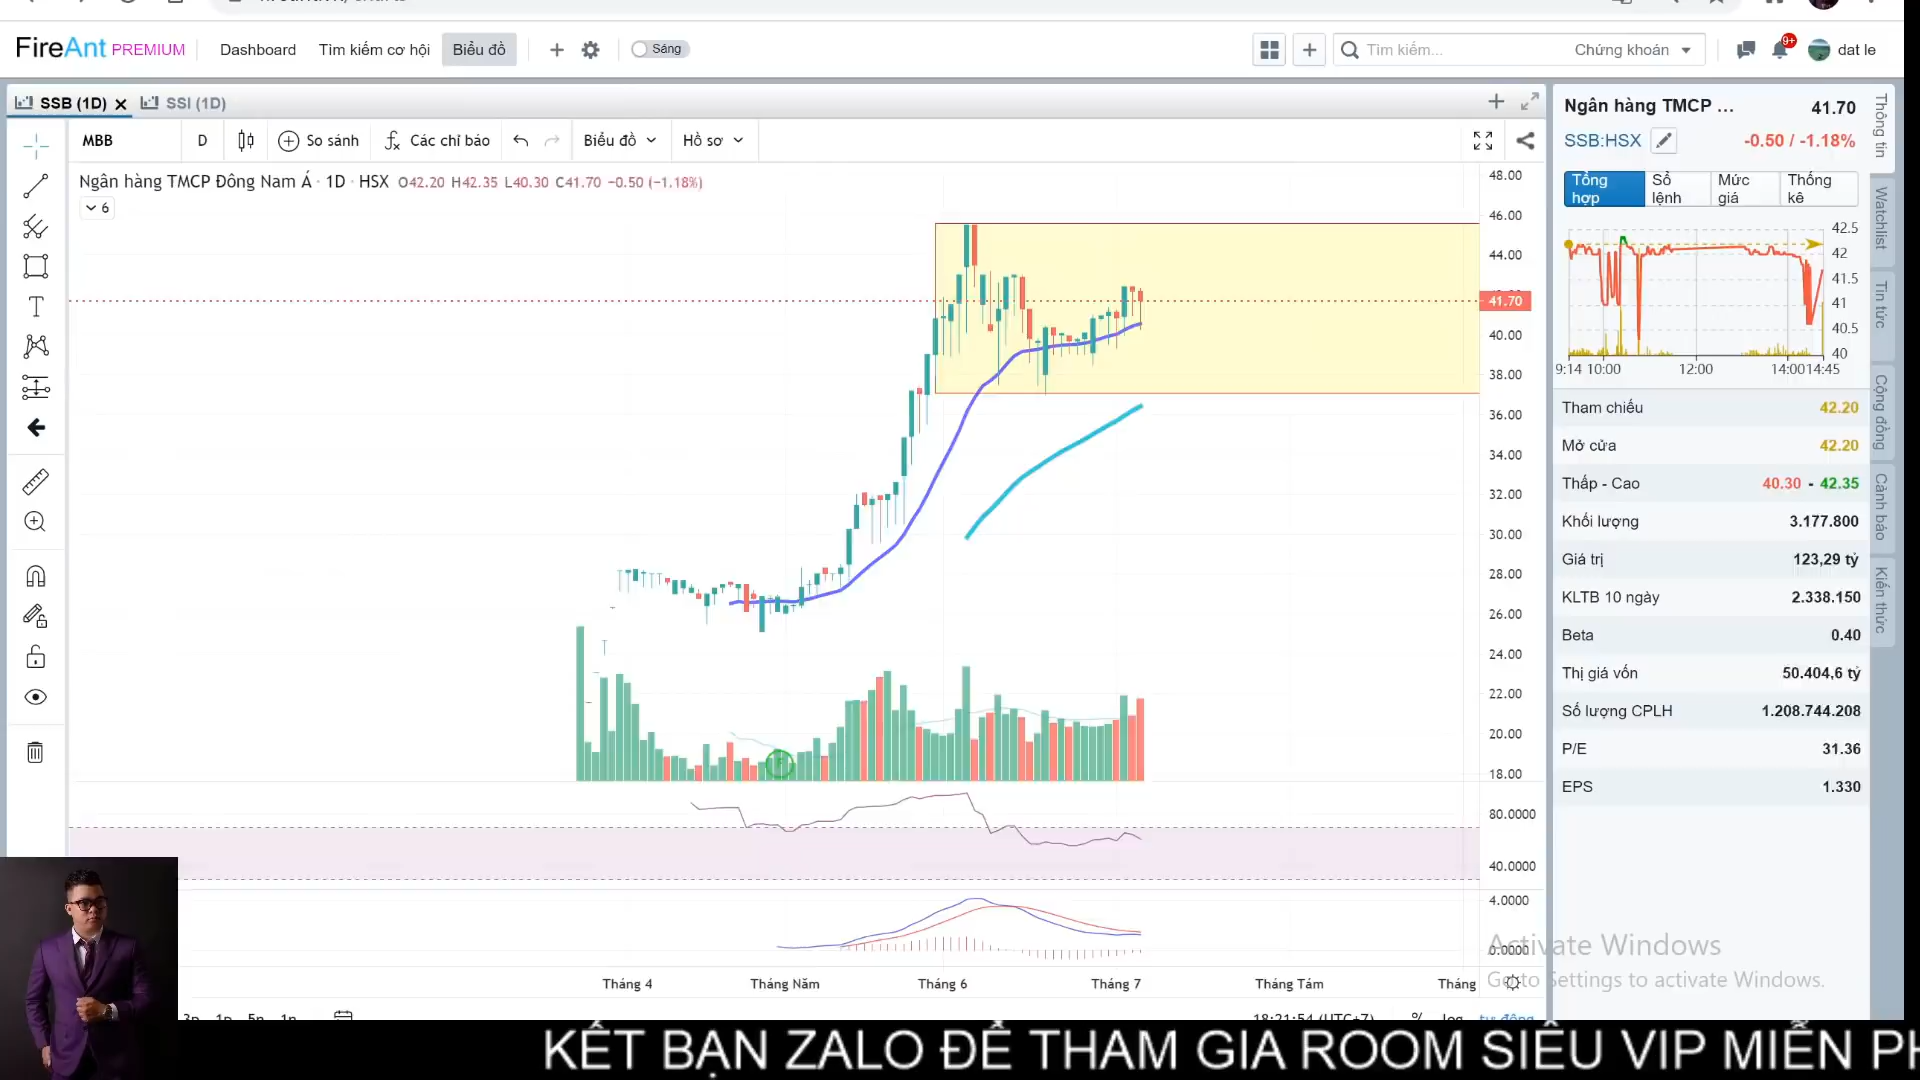 FireAnt PREMIUM
Dashboard
Tìm kiếm cơ hội
Biểu đồ
Sáng
Tìm kiếm...
Chứng khoán
9+
dat le
SSB (1D)
SSI (1D)
MBB
D
So sánh
Các chỉ báo
Biểu đồ
Hồ sơ
Ngân hàng TMCP Đông Nam Á · 1D · HSX O42.20 H42.35 L40.30 C41.70 −0.50 (−1.18%)
6
48.00
46.00
44.00
41.70
40.00
38.00
36.00
34.00
32.00
30.00
28.00
26.00
24.00
22.00
20.00
18.00
80.0000
40.0000
4.0000
0.0000
F
Tháng 4
Tháng Năm
Tháng 6
Tháng 7
Tháng Tám
Tháng
18:21:54 (UTC+7)
%
log
tự động
Ngân hàng TMCP ...
41.70
SSB:HSX
-0.50 / -1.18%
Tổng hợp
Sổ lệnh
Mức giá
Thống kê
42.5
42
41.5
41
40.5
40
9:14 10:00
12:00
14:00 14:45
Tham chiếu 42.20
Mở cửa 42.20
Thấp - Cao 40.30 - 42.35
Khối lượng 3.177.800
Giá trị 123,29 tỷ
KLTB 10 ngày 2.338.150
Beta 0.40
Thị giá vốn 50.404,6 tỷ
Số lượng CPLH 1.208.744.208
P/E 31.36
EPS 1.330
Thông tin
Watchlist
Tin tức
Cộng đồng
Cảnh báo
Kiến thức
Activate Windows
Go to Settings to activate Windows.
KẾT BẠN ZALO ĐỂ THAM GIA ROOM SIÊU VIP MIỄN PH